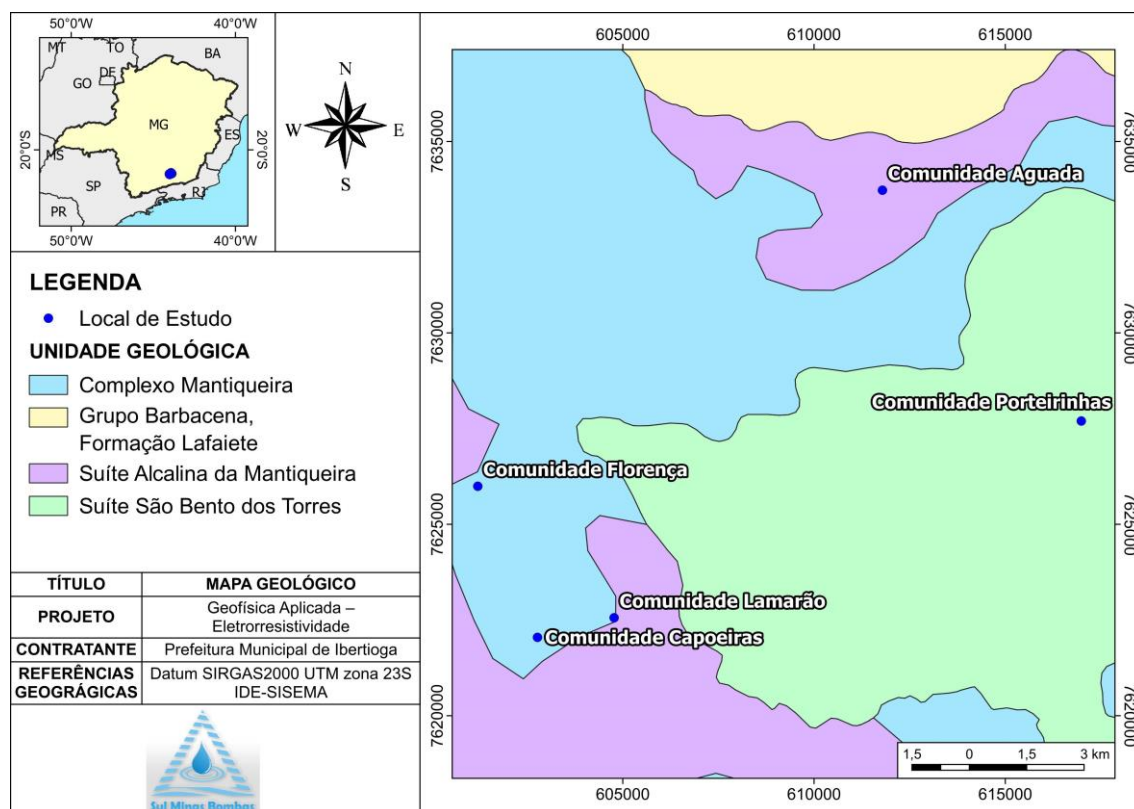 50°0'W
40°0'W
MT
TO
BA
DF
GO
MG
ES
20°0'S
20°0'S
MS
SP
RJ
PR
50°0'W
40°0'W
N
W
E
S
LEGENDA
Local de Estudo
UNIDADE GEOLÓGICA
Complexo Mantiqueira
Grupo Barbacena,
Formação Lafaiete
Suíte Alcalina da Mantiqueira
Suíte São Bento dos Torres
TÍTULO MAPA GEOLÓGICO
PROJETO Geofísica Aplicada –
Eletrorresistividade
CONTRATANTE Prefeitura Municipal de Ibertioga
REFERÊNCIAS GEOGRÁGICAS Datum SIRGAS2000 UTM zona 23S
IDE-SISEMA
Sul Minas Bombas
605000
610000
615000
7635000
7635000
Comunidade Aguada
7630000
7630000
Comunidade Porteirinhas
Comunidade Florença
7625000
7625000
Comunidade Lamarão
Comunidade Capoeiras
7620000
7620000
1,5 0 1,5 3 km
605000
610000
615000